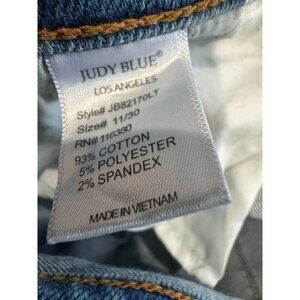 JUDY BLUE®
LOS ANGELES
Style# JB82170LT
Size# 11/30
RN# 116380
93% COTTON
5% POLYESTER
2% SPANDEX
MADE IN VIETNAM